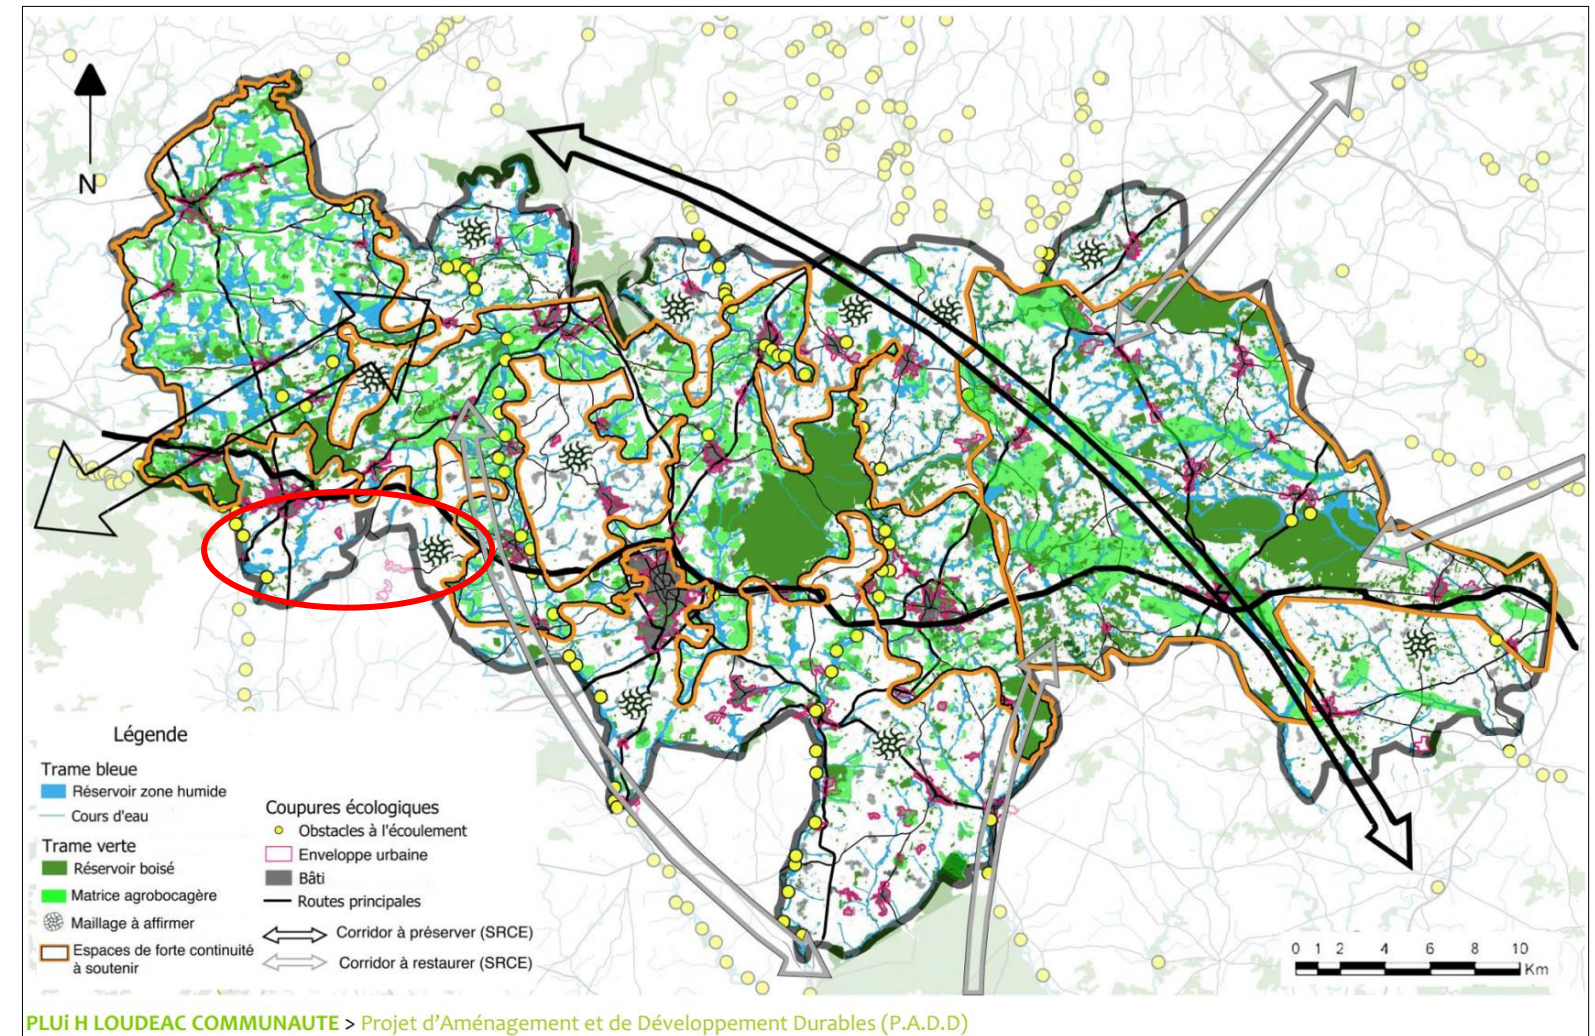 N
Légende
Trame bleue
Réservoir zone humide
Cours d'eau
Trame verte
Réservoir boisé
Matrice agrobocagère
Maillage à affirmer
Espaces de forte continuité
à soutenir
Coupures écologiques
Obstacles à l'écoulement
Enveloppe urbaine
Bâti
Routes principales
Corridor à préserver (SRCE)
Corridor à restaurer (SRCE)
0 1 2 4 6 8 10
Km
PLUi H LOUDEAC COMMUNAUTE > Projet d'Aménagement et de Développement Durables (P.A.D.D)